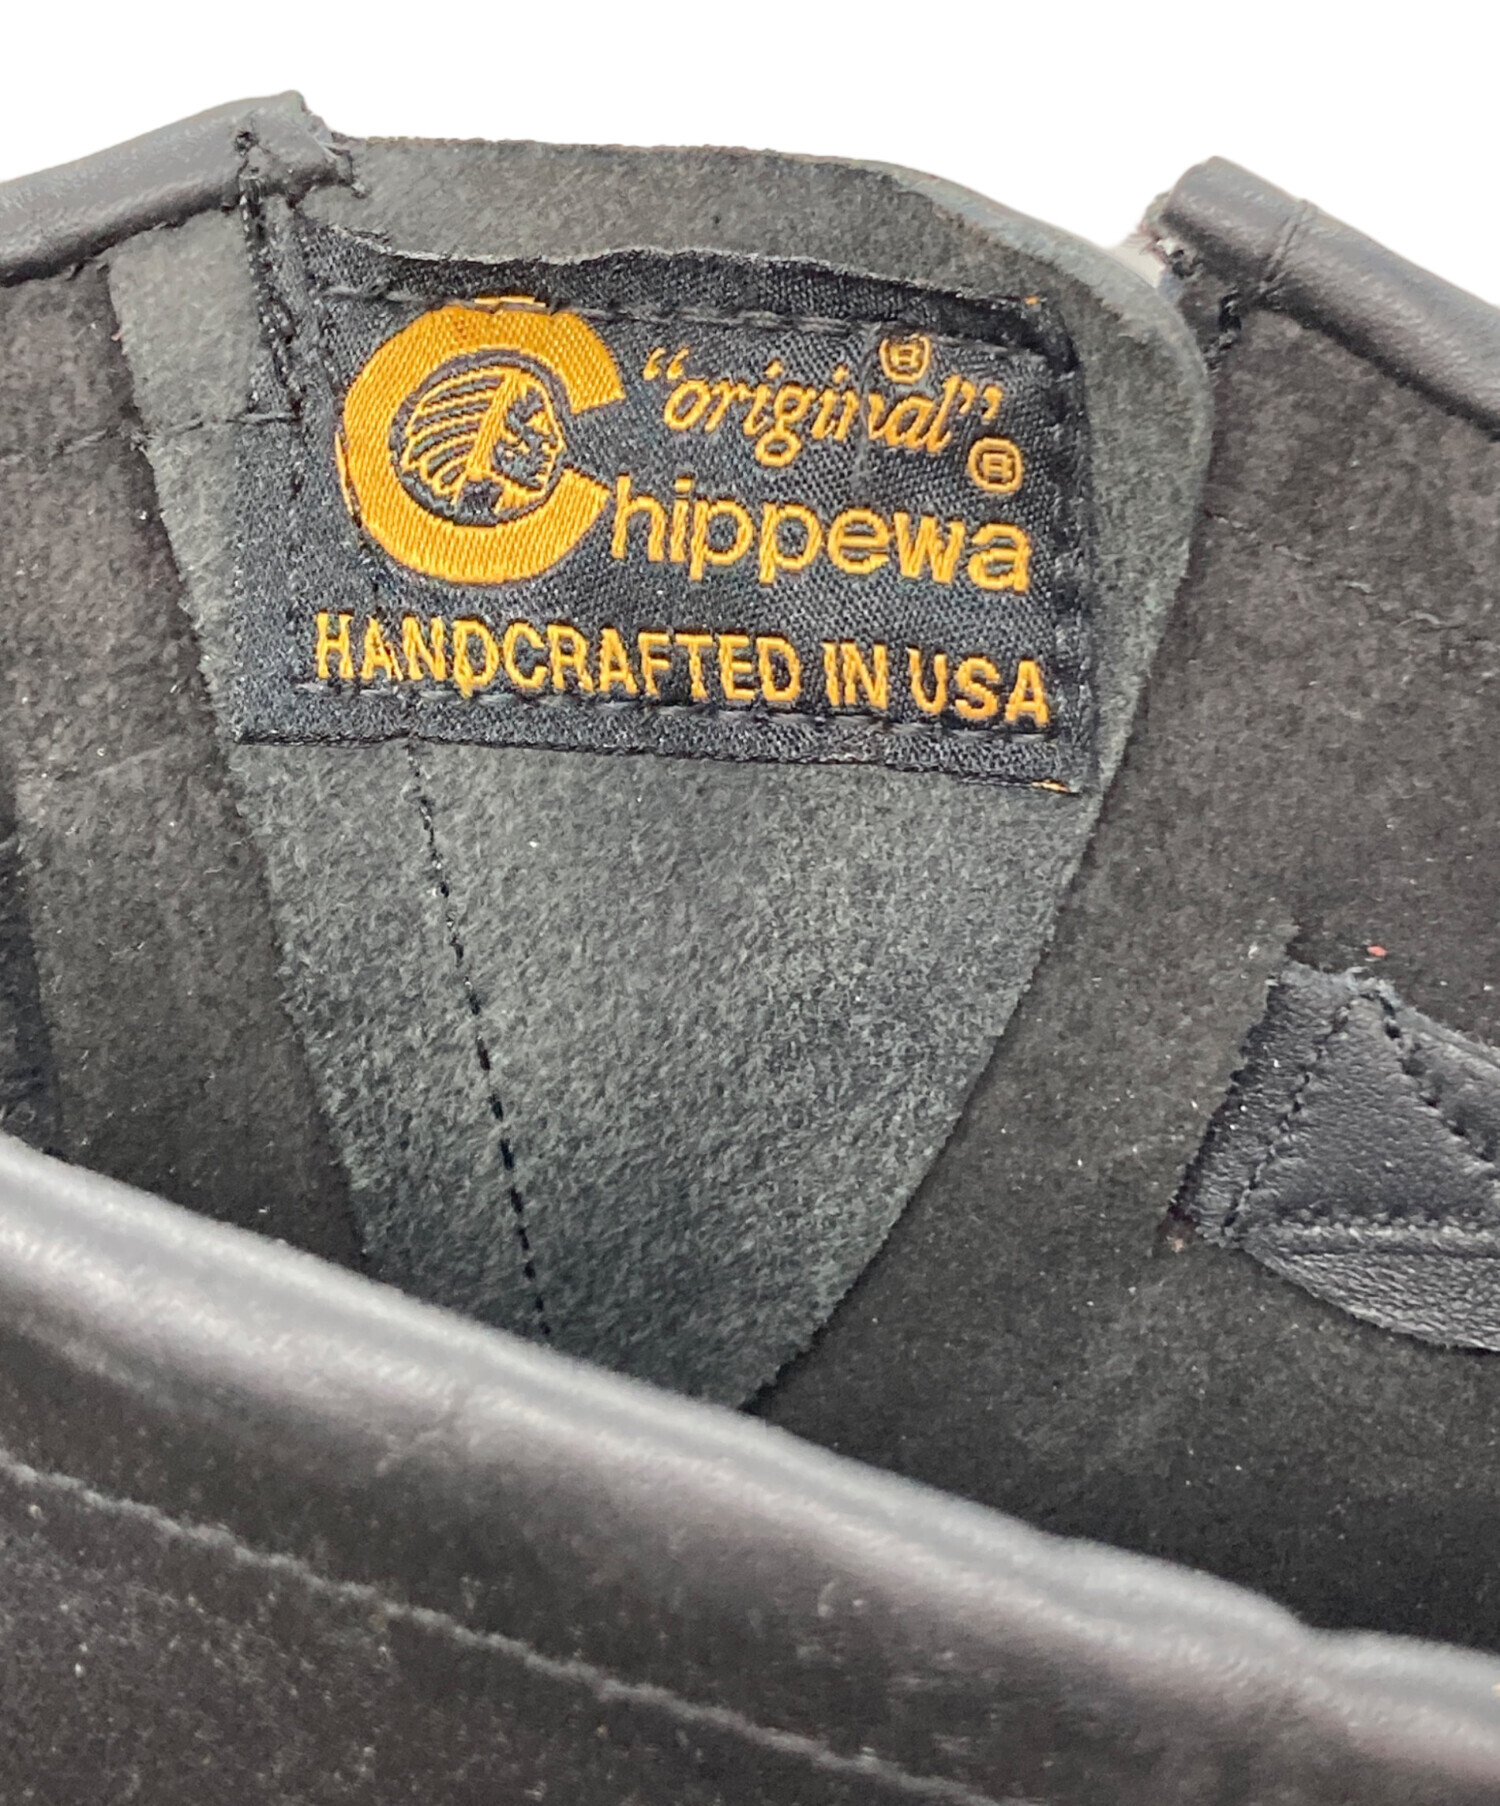 “original”®
®
Chippewa
HANDCRAFTED IN USA